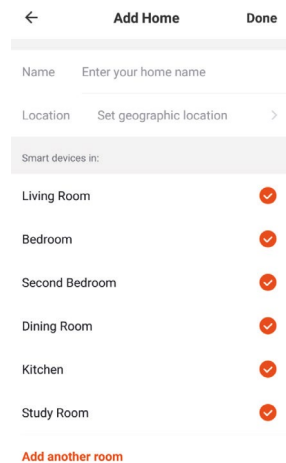 Add Home Done
Name Enter your home name
Location Set geographic location
Smart devices in:
Living Room
Bedroom
Second Bedroom
Dining Room
Kitchen
Study Room
Add another room